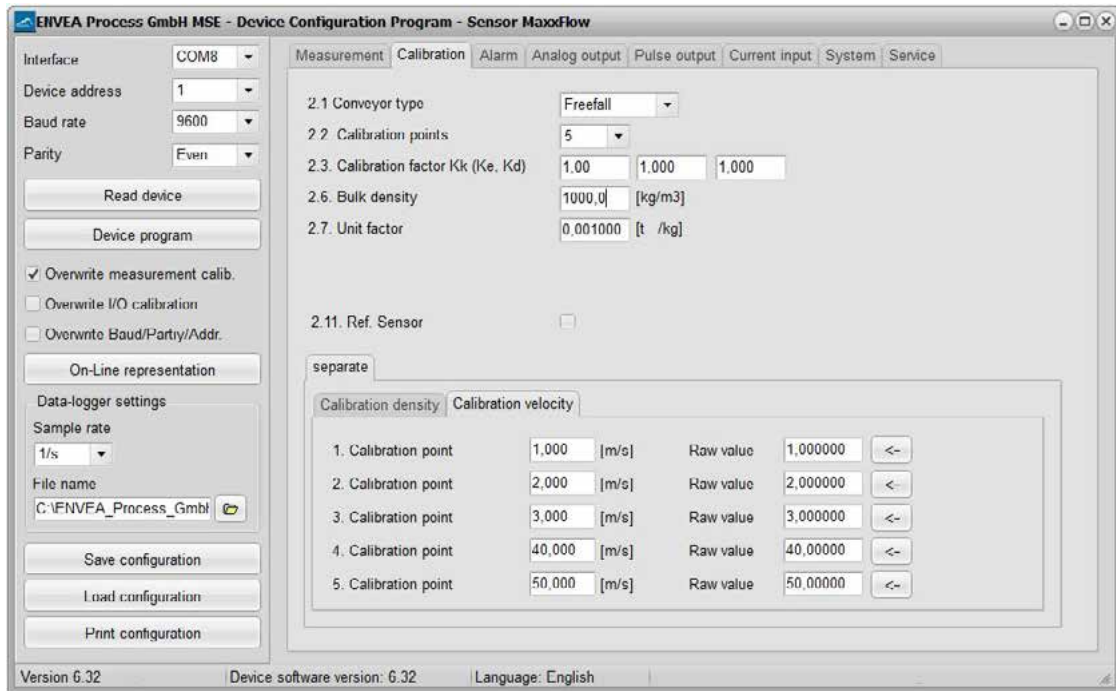 ENVEA Process GmbH MSE - Device Configuration Program - Sensor MaxxFlow
Interface COM8
Device address 1
Baud rate 9600
Parity Even
Read device
Device program
Overwrite measurement calib.
Overwrite I/O calibration
Overwrite Baud/Partiy/Addr.
On-Line representation
Data-logger settings
Sample rate
1/s
File name
C:\ENVEA_Process_GmbH
Save configuration
Load configuration
Print configuration
Measurement Calibration Alarm Analog output Pulse output Current input System Service
2.1 Conveyor type Freefall
2.2 Calibration points 5
2.3. Calibration factor Kk (Ke, Kd) 1,00 1,000 1,000
2.6. Bulk density 1000,0 [kg/m3]
2.7. Unit factor 0,001000 [t /kg]
2.11. Ref. Sensor
separate
Calibration density Calibration velocity
1. Calibration point 1,000 [m/s] Raw value 1,000000 <-
2. Calibration point 2,000 [m/s] Raw value 2,000000 <-
3. Calibration point 3,000 [m/s] Raw value 3,000000 <-
4. Calibration point 40,000 [m/s] Raw value 40,00000 <-
5. Calibration point 50,000 [m/s] Raw value 50,00000 <-
Version 6.32 Device software version: 6.32 Language: English